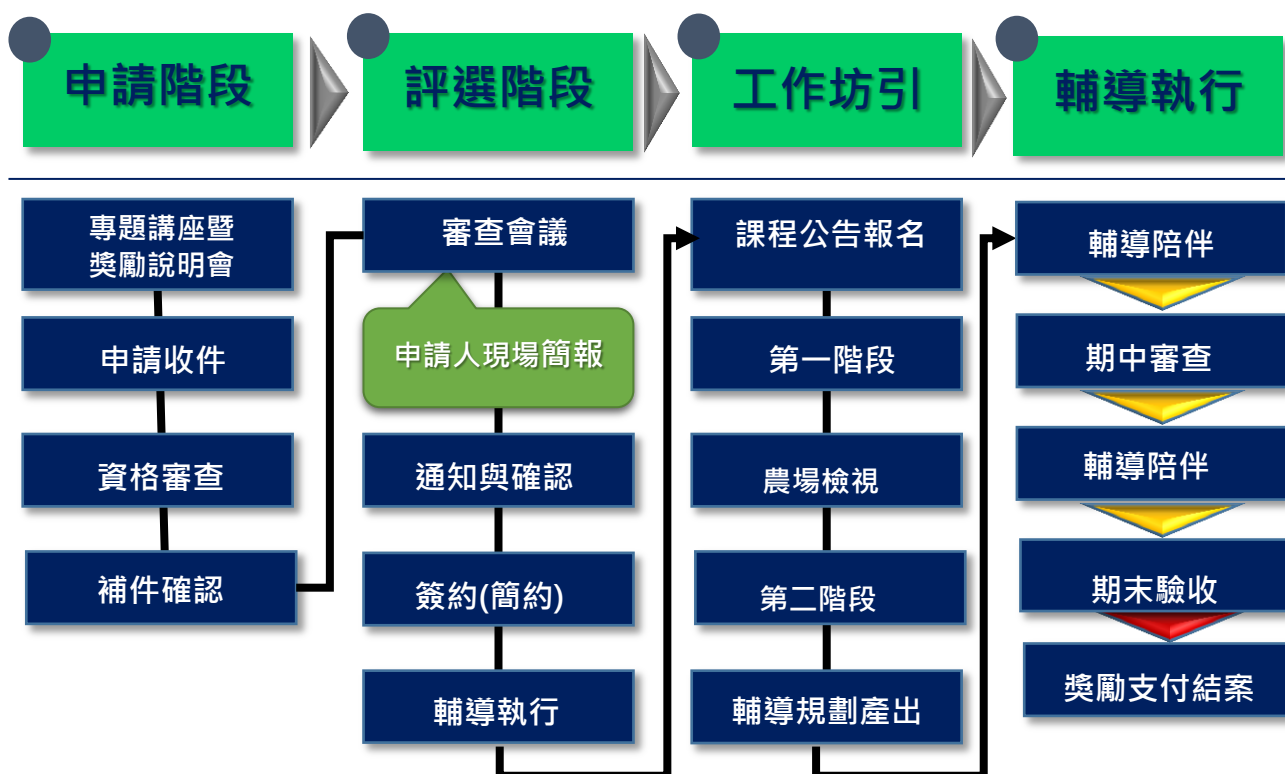 申請階段
評選階段
工作坊引
輔導執行
專題講座暨
獎勵說明會
申請收件
資格審查
補件確認
審查會議
申請人現場簡報
通知與確認
簽約(簡約)
輔導執行
課程公告報名
第一階段
農場檢視
第二階段
輔導規劃產出
輔導陪伴
期中審查
輔導陪伴
期末驗收
獎勵支付結案